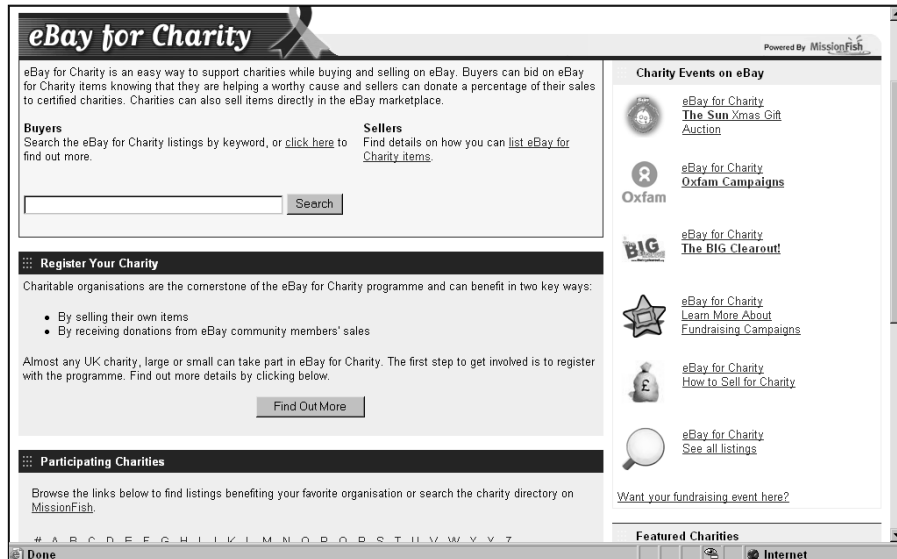 eBay for Charity
Powered By MissionFish
eBay for Charity is an easy way to support charities while buying and selling on eBay. Buyers can bid on eBay
for Charity items knowing that they are helping a worthy cause and sellers can donate a percentage of their sales
to certified charities. Charities can also sell items directly in the eBay marketplace.
Buyers
Search the eBay for Charity listings by keyword, or click here to
find out more.
Sellers
Find details on how you can list eBay for
Charity items.
Search
Register Your Charity
Charitable organisations are the cornerstone of the eBay for Charity programme and can benefit in two key ways:
• By selling their own items
• By receiving donations from eBay community members' sales
Almost any UK charity, large or small can take part in eBay for Charity. The first step to get involved is to register
with the programme. Find out more details by clicking below.
Find Out More
Participating Charities
Browse the links below to find listings benefiting your favorite organisation or search the charity directory on
MissionFish.
# A B C D E F G H I J K L M N O P Q R S T U V W X Y Z
Charity Events on eBay
eBay for Charity
The Sun Xmas Gift
Auction
Oxfam
eBay for Charity
Oxfam Campaigns
BIG
eBay for Charity
The BIG Clearout!
eBay for Charity
Learn More About
Fundraising Campaigns
£
eBay for Charity
How to Sell for Charity
eBay for Charity
See all listings
Want your fundraising event here?
Featured Charities
Done
Internet